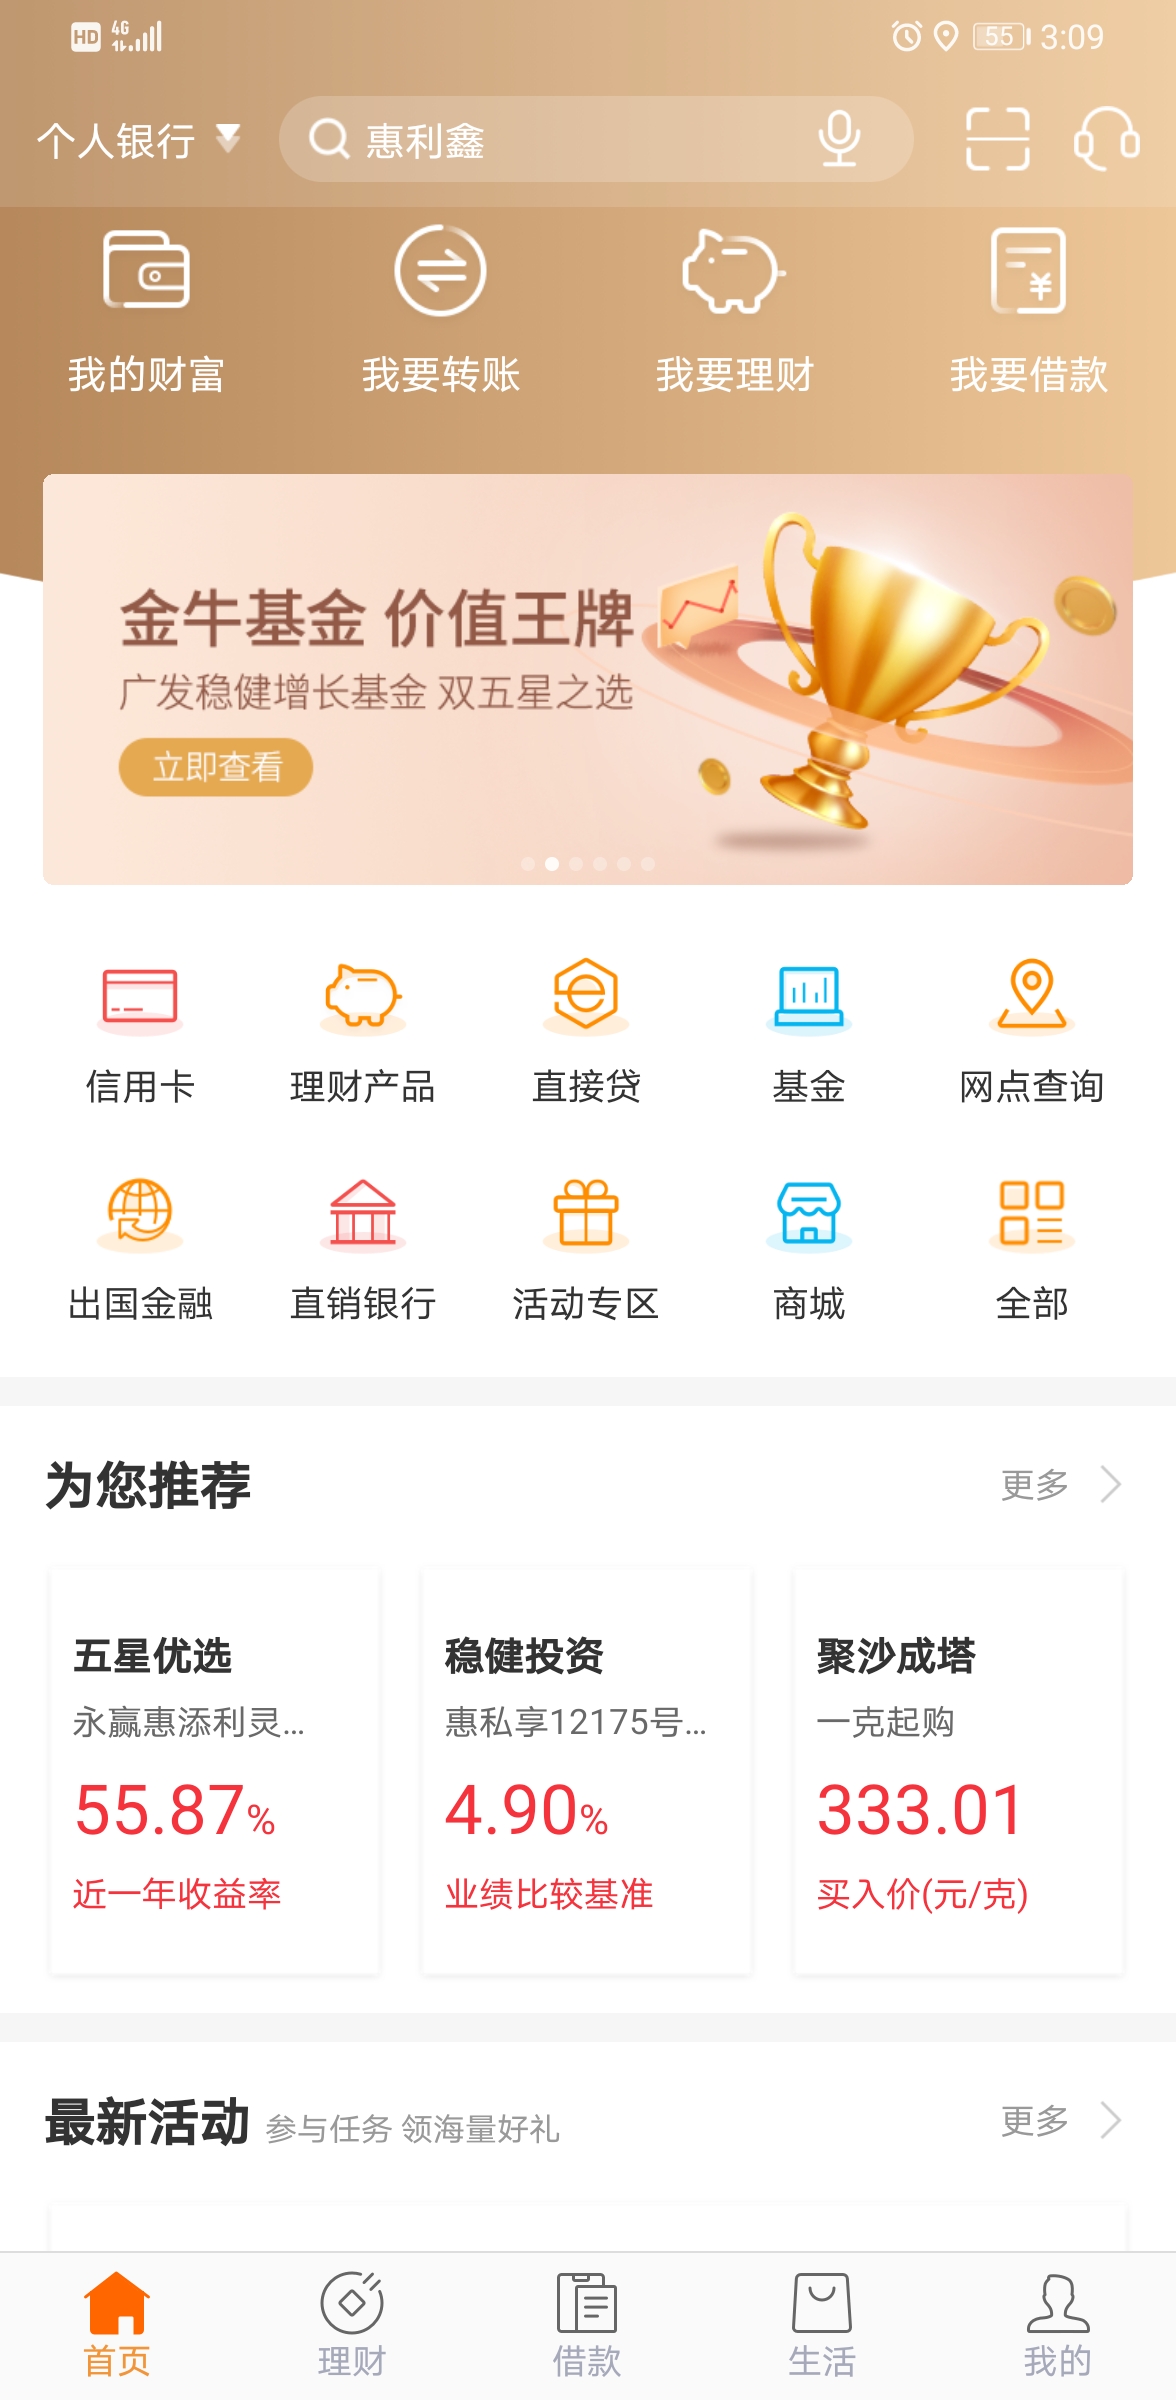 HD 4G 55 3:09
个人银行 惠利鑫
我的财富 我要转账 我要理财 我要借款
金牛基金 价值王牌
广发稳健增长基金 双五星之选
立即查看
信用卡 理财产品 直接贷 基金 网点查询
出国金融 直销银行 活动专区 商城 全部
为您推荐 更多
五星优选 稳健投资 聚沙成塔
永赢惠添利灵... 惠私享12175号... 一克起购
55.87% 4.90% 333.01
近一年收益率 业绩比较基准 买入价(元/克)
最新活动 参与任务 领海量好礼 更多
首页 理财 借款 生活 我的